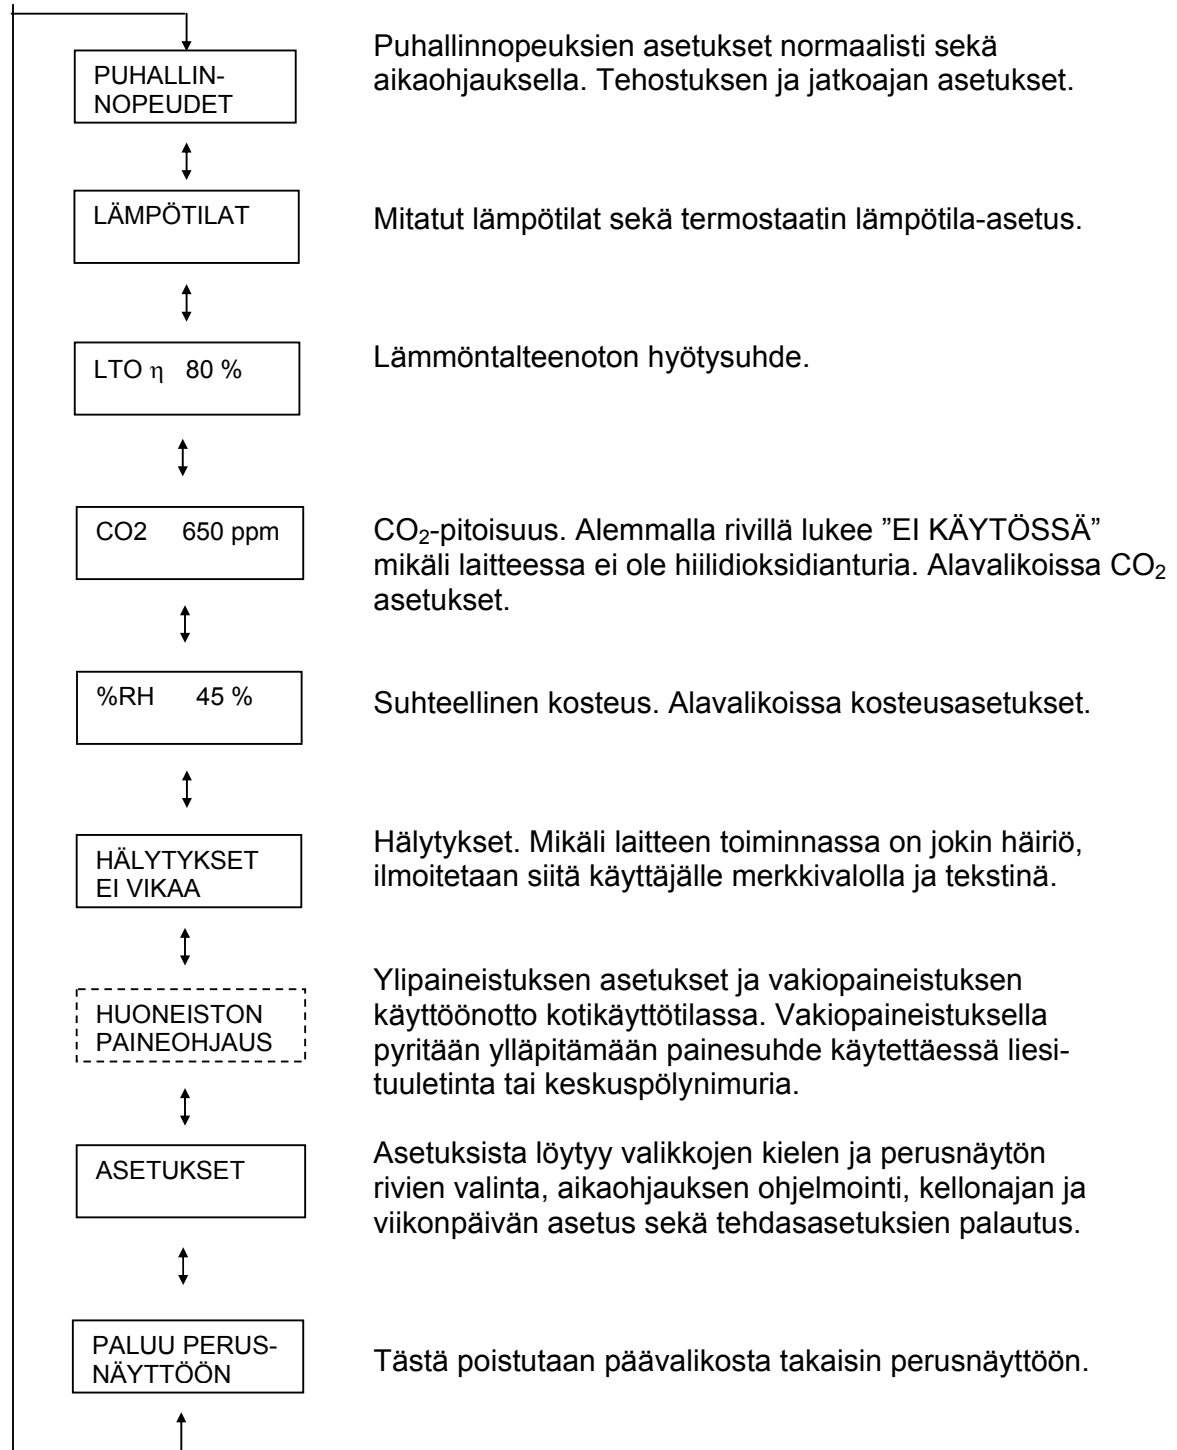 PUHALLIN-
NOPEUDET
Puhallinnopeuksien asetukset normaalisti sekä
aikaohjauksella. Tehostuksen ja jatkoajan asetukset.
LÄMPÖTILAT
Mitatut lämpötilat sekä termostaatin lämpötila-asetus.
LTO η 80 %
Lämmöntalteenoton hyötysuhde.
CO2 650 ppm
CO₂-pitoisuus. Alemmalla rivillä lukee ”EI KÄYTÖSSÄ”
mikäli laitteessa ei ole hiilidioksidianturia. Alavalikoissa CO₂
asetukset.
%RH 45 %
Suhteellinen kosteus. Alavalikoissa kosteusasetukset.
HÄLYTYKSET
EI VIKAA
Hälytykset. Mikäli laitteen toiminnassa on jokin häiriö,
ilmoitetaan siitä käyttäjälle merkkivalolla ja tekstinä.
HUONEISTON
PAINEOHJAUS
Ylipaineistuksen asetukset ja vakiopaineistuksen
käyttöönotto kotikäyttötilassa. Vakiopaineistuksella
pyritään ylläpitämään painesuhde käytettäessä liesi-
tuuletinta tai keskuspölynimuria.
ASETUKSET
Asetuksista löytyy valikkojen kielen ja perusnäytön
rivien valinta, aikaohjauksen ohjelmointi, kellonajan ja
viikonpäivän asetus sekä tehdasasetuksien palautus.
PALUU PERUS-
NÄYTTÖÖN
Tästä poistutaan päävalikosta takaisin perusnäyttöön.